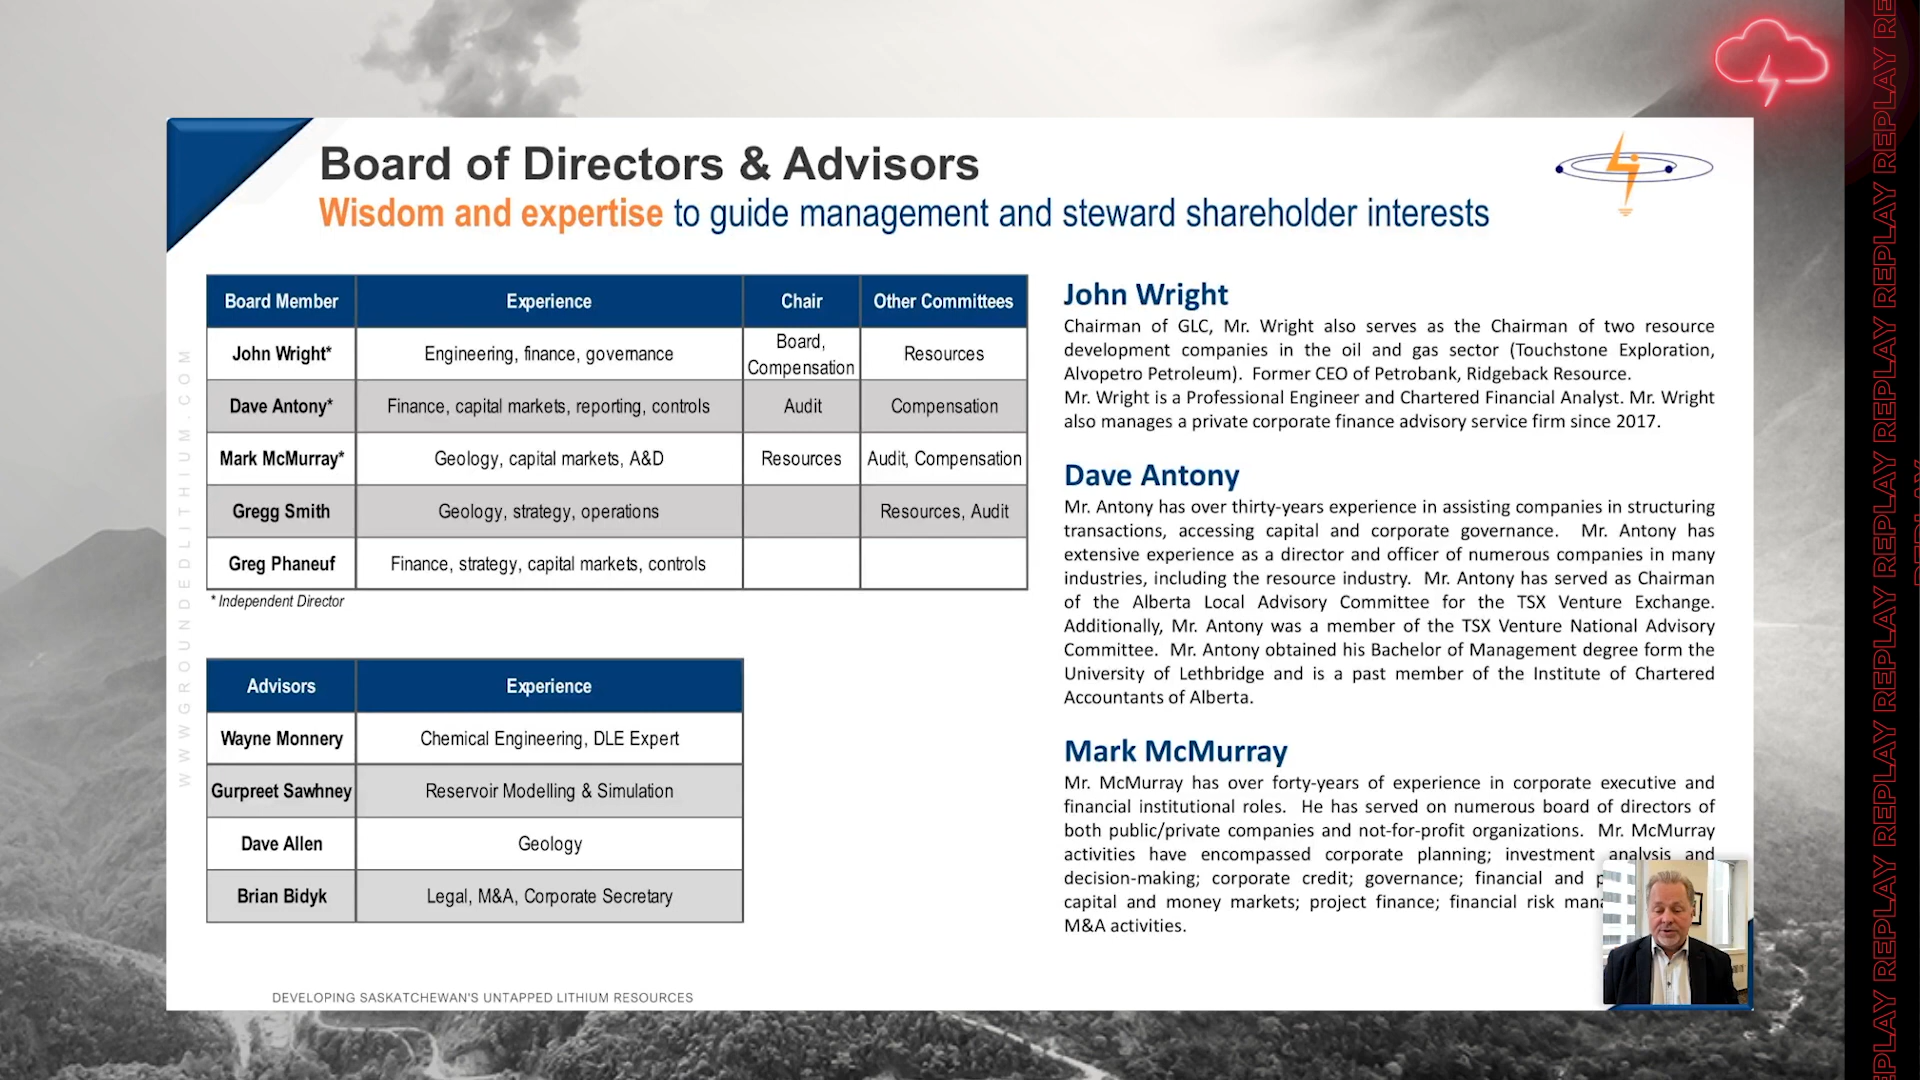 Board of Directors & Advisors
Wisdom and expertise to guide management and steward shareholder interests
Board Member Experience Chair Other Committees
John Wright* Engineering, finance, governance Board, Compensation Resources
Dave Antony* Finance, capital markets, reporting, controls Audit Compensation
Mark McMurray* Geology, capital markets, A&D Resources Audit, Compensation
Gregg Smith Geology, strategy, operations Resources, Audit
Greg Phaneuf Finance, strategy, capital markets, controls
* Independent Director
Advisors Experience
Wayne Monnery Chemical Engineering, DLE Expert
Gurpreet Sawhney Reservoir Modelling & Simulation
Dave Allen Geology
Brian Bidyk Legal, M&A, Corporate Secretary
John Wright
Chairman of GLC, Mr. Wright also serves as the Chairman of two resource
development companies in the oil and gas sector (Touchstone Exploration,
Alvopetro Petroleum). Former CEO of Petrobank, Ridgeback Resource.
Mr. Wright is a Professional Engineer and Chartered Financial Analyst. Mr. Wright
also manages a private corporate finance advisory service firm since 2017.
Dave Antony
Mr. Antony has over thirty-years experience in assisting companies in structuring
transactions, accessing capital and corporate governance. Mr. Antony has
extensive experience as a director and officer of numerous companies in many
industries, including the resource industry. Mr. Antony has served as Chairman
of the Alberta Local Advisory Committee for the TSX Venture Exchange.
Additionally, Mr. Antony was a member of the TSX Venture National Advisory
Committee. Mr. Antony obtained his Bachelor of Management degree form the
University of Lethbridge and is a past member of the Institute of Chartered
Accountants of Alberta.
Mark McMurray
Mr. McMurray has over forty-years of experience in corporate executive and
financial institutional roles. He has served on numerous board of directors of
both public/private companies and not-for-profit organizations. Mr. McMurray
activities have encompassed corporate planning; investment analysis and
decision-making; corporate credit; governance; financial and
capital and money markets; project finance; financial risk
M&A activities.
WWW.GROUNDEDLITHIUM.COM
DEVELOPING SASKATCHEWAN'S UNTAPPED LITHIUM RESOURCES
REPLAY REPLAY REPLAY REPLAY REPLAY REPLAY REPLAY REPLAY
REPLAY